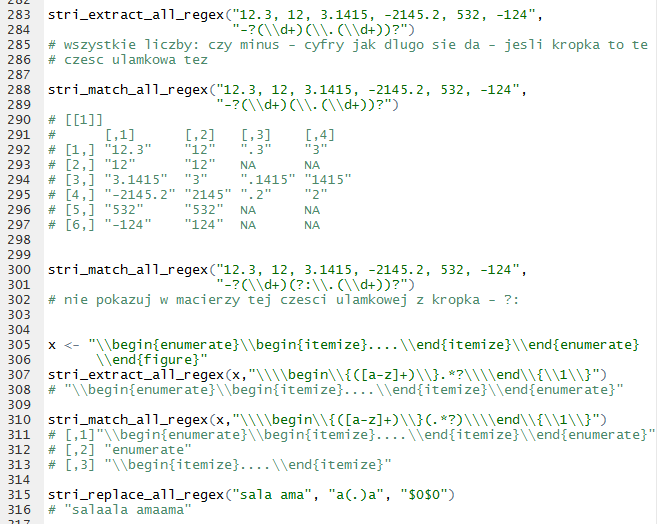 283 stri_extract_all_regex("12.3, 12, 3.1415, -2145.2, 532, -124",
284 "-?(\\d+)(\\.(\\d+))?")
285 # wszystkie liczby: czy minus - cyfry jak dlugo sie da - jesli kropka to te
286 # czesc ulamkowa tez
287
288 stri_match_all_regex("12.3, 12, 3.1415, -2145.2, 532, -124",
289 "-?(\\d+)(\\.(\\d+))?")
290 # [[1]]
291 # [,1] [,2] [,3] [,4]
292 # [1,] "12.3" "12" ".3" "3"
293 # [2,] "12" "12" NA NA
294 # [3,] "3.1415" "3" ".1415" "1415"
295 # [4,] "-2145.2" "2145" ".2" "2"
296 # [5,] "532" "532" NA NA
297 # [6,] "-124" "124" NA NA
298
299
300 stri_match_all_regex("12.3, 12, 3.1415, -2145.2, 532, -124",
301 "-?(\\d+)(?:\\.(\\d+))?")
302 # nie pokazuj w macierzy tej czesci ulamkowej z kropka - ?:
303
304
305 x <- "\\begin{enumerate}\\begin{itemize}....\\end{itemize}\\end{enumerate}
306 \\end{figure}"
307 stri_extract_all_regex(x,"\\\\begin\\{([a-z]+)\\}.*?\\\\end\\{\\1\\}")
308 # "\\begin{enumerate}\\begin{itemize}....\\end{itemize}\\end{enumerate}"
309
310 stri_match_all_regex(x,"\\\\begin\\{([a-z]+)\\}(.*?)\\\\end\\{\\1\\}")
311 # [,1]"\\begin{enumerate}\\begin{itemize}....\\end{itemize}\\end{enumerate}"
312 # [,2] "enumerate"
313 # [,3] "\\begin{itemize}....\\end{itemize}"
314
315 stri_replace_all_regex("sala ama", "a(.)a", "$0$0")
316 # "salaala amaama"